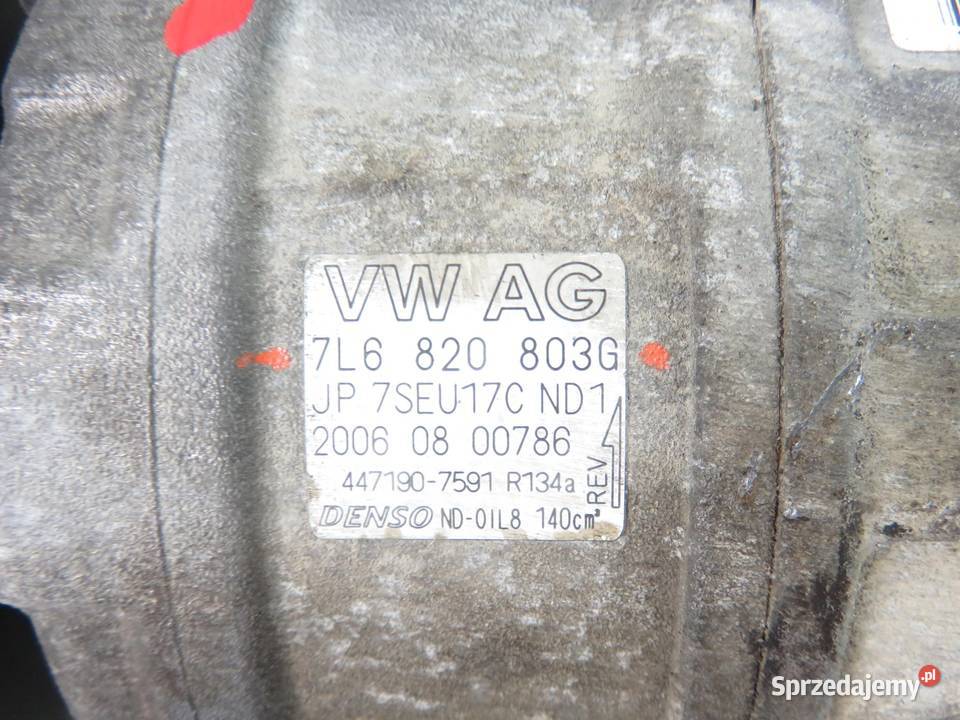 VW AG
7L6 820 803G
JP 7SEU17C ND1
2006 08 00786
447190-7591 R134a
REV
DENSO ND-OIL8 140cm³
Sprzedajemy.pl